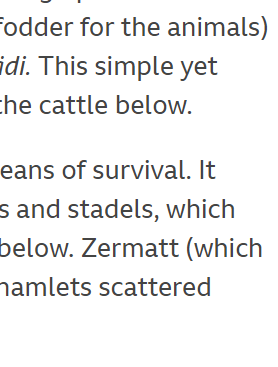 fodder for the animals)
idi. This simple yet
the cattle below.
eans of survival. It
s and stadels, which
below. Zermatt (which
hamlets scattered